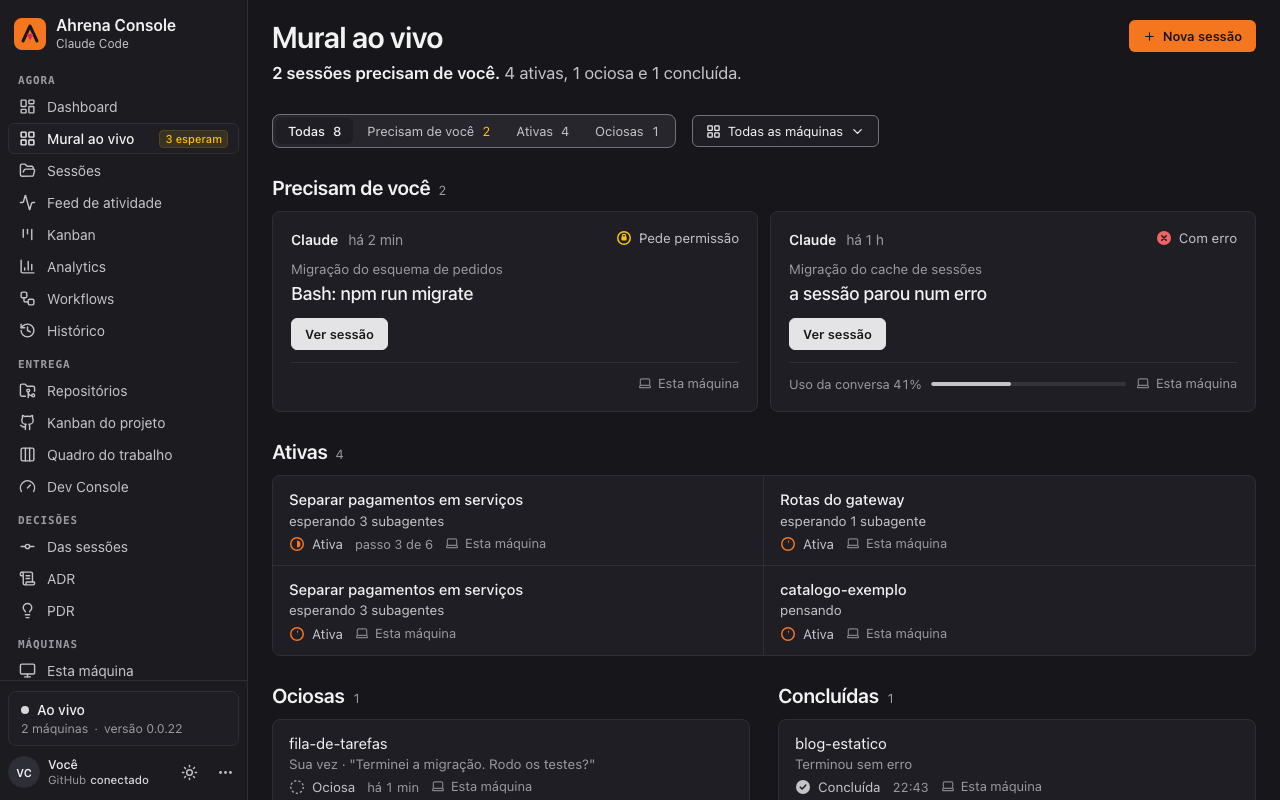 Ahrena Console
Claude Code
AGORA
Dashboard
Mural ao vivo 3 esperam
Sessões
Feed de atividade
Kanban
Analytics
Workflows
Histórico
ENTREGA
Repositórios
Kanban do projeto
Quadro do trabalho
Dev Console
DECISÕES
Das sessões
ADR
PDR
MÁQUINAS
Esta máquina
Ao vivo
2 máquinas · versão 0.0.22
VC
Você
GitHub conectado
Mural ao vivo
+ Nova sessão
2 sessões precisam de você. 4 ativas, 1 ociosa e 1 concluída.
Todas 8 Precisam de você 2 Ativas 4 Ociosas 1
Todas as máquinas
Precisam de você 2
Claude há 2 min Pede permissão
Migração do esquema de pedidos
Bash: npm run migrate
Ver sessão
Esta máquina
Claude há 1 h Com erro
Migração do cache de sessões
a sessão parou num erro
Ver sessão
Uso da conversa 41% Esta máquina
Ativas 4
Separar pagamentos em serviços
esperando 3 subagentes
Ativa passo 3 de 6 Esta máquina
Rotas do gateway
esperando 1 subagente
Ativa Esta máquina
Separar pagamentos em serviços
esperando 3 subagentes
Ativa Esta máquina
catalogo-exemplo
pensando
Ativa Esta máquina
Ociosas 1
fila-de-tarefas
Sua vez · "Terminei a migração. Rodo os testes?"
Ociosa há 1 min Esta máquina
Concluídas 1
blog-estatico
Terminou sem erro
Concluída 22:43 Esta máquina